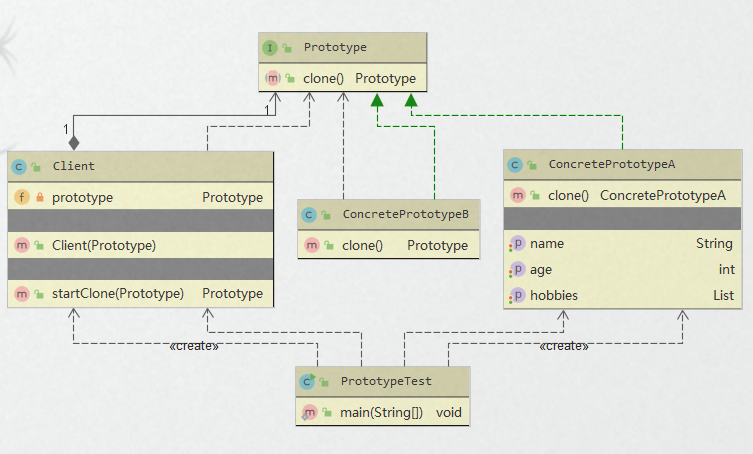 I Prototype
m clone() Prototype
1
1
C Client
f prototype Prototype
m Client(Prototype)
m startClone(Prototype) Prototype
C ConcretePrototypeB
m clone() Prototype
C ConcretePrototypeA
m clone() ConcretePrototypeA
p name String
p age int
p hobbies List
«create»
«create»
C PrototypeTest
m main(String[]) void